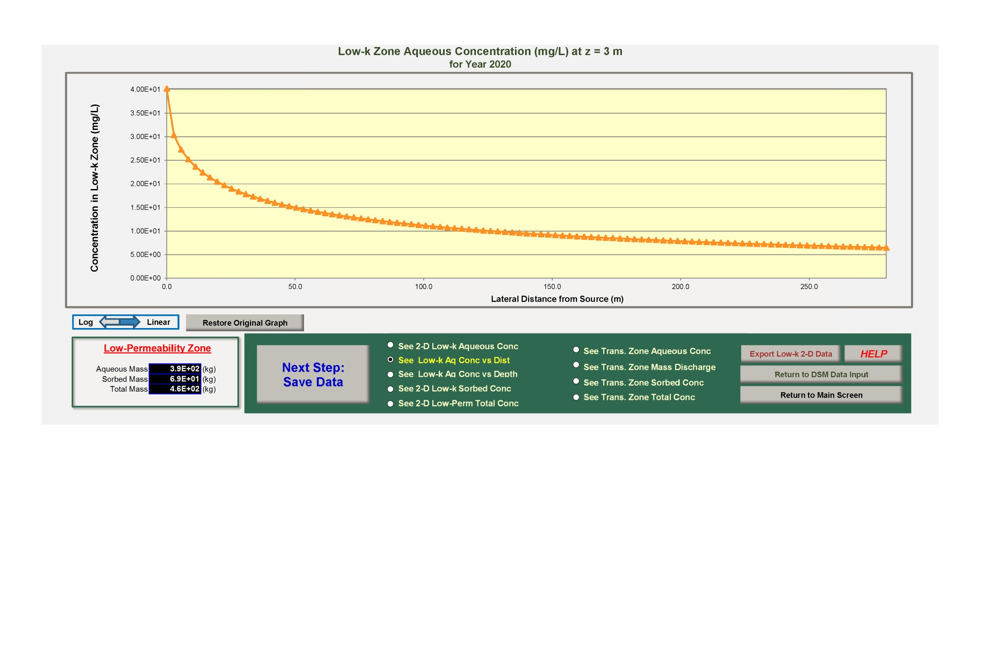 Low-k Zone Aqueous Concentration (mg/L) at z = 3 m
for Year 2020
Concentration in Low-k Zone (mg/L)
4.00E+01
3.50E+01
3.00E+01
2.50E+01
2.00E+01
1.50E+01
1.00E+01
5.00E+00
0.00E+00
0.0 50.0 100.0 150.0 200.0 250.0
Lateral Distance from Source (m)
Log Linear
Restore Original Graph
Low-Permeability Zone
Aqueous Mass 3.9E+02 (kg)
Sorbed Mass 6.9E+01 (kg)
Total Mass 4.6E+02 (kg)
Next Step:
Save Data
See 2-D Low-k Aqueous Conc
See Low-k Aq Conc vs Dist
See Low-k Aq Conc vs Depth
See 2-D Low-k Sorbed Conc
See 2-D Low-Perm Total Conc
See Trans. Zone Aqueous Conc
See Trans. Zone Mass Discharge
See Trans. Zone Sorbed Conc
See Trans. Zone Total Conc
Export Low-k 2-D Data
HELP
Return to DSM Data Input
Return to Main Screen